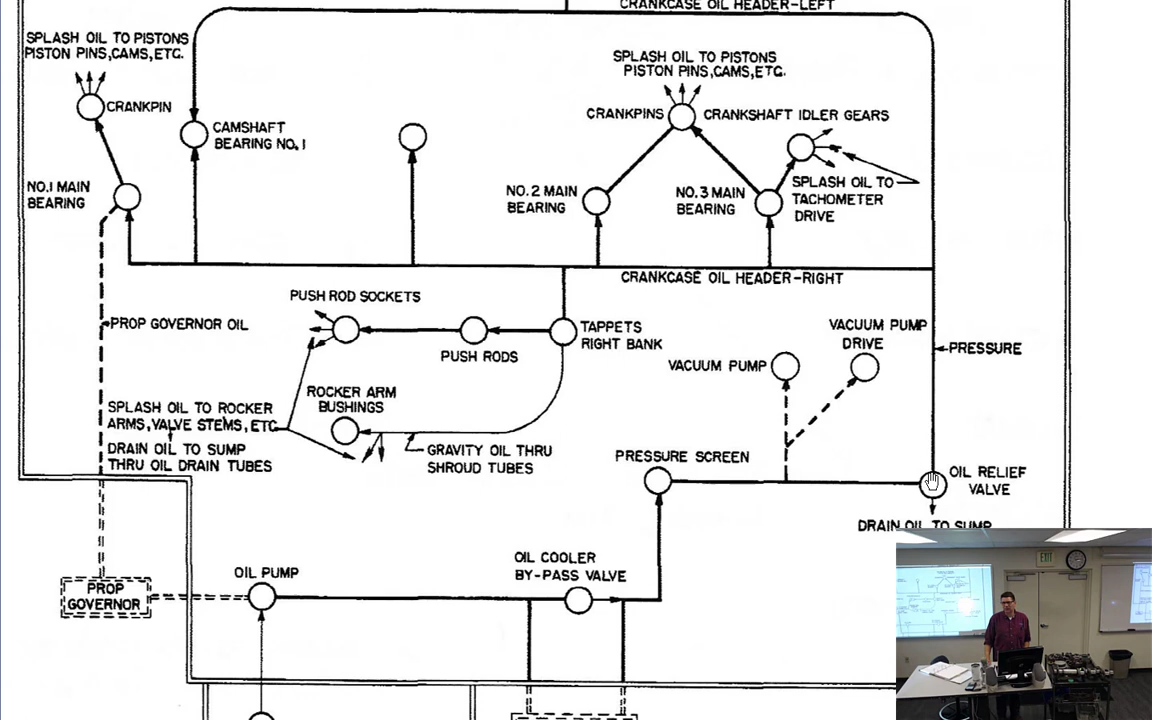 CRANKCASE OIL HEADER-LEFT
SPLASH OIL TO PISTONS
PISTON PINS,CAMS,ETC.
CRANKPIN
CAMSHAFT
BEARING NO.1
NO.1 MAIN
BEARING
SPLASH OIL TO PISTONS
PISTON PINS,CAMS,ETC.
CRANKPINS
CRANKSHAFT IDLER GEARS
NO.2 MAIN
BEARING
NO.3 MAIN
BEARING
SPLASH OIL TO
TACHOMETER
DRIVE
CRANKCASE OIL HEADER-RIGHT
PUSH ROD SOCKETS
PROP GOVERNOR OIL
PUSH RODS
TAPPETS
RIGHT BANK
VACUUM PUMP
DRIVE
VACUUM PUMP
PRESSURE
ROCKER ARM
BUSHINGS
SPLASH OIL TO ROCKER
ARMS,VALVE STEMS,ETC
DRAIN OIL TO SUMP
THRU OIL DRAIN TUBES
GRAVITY OIL THRU
SHROUD TUBES
PRESSURE SCREEN
OIL RELIEF
VALVE
DRAIN OIL TO SUMP
OIL COOLER
BY-PASS VALVE
OIL PUMP
PROP
GOVERNOR
EXIT